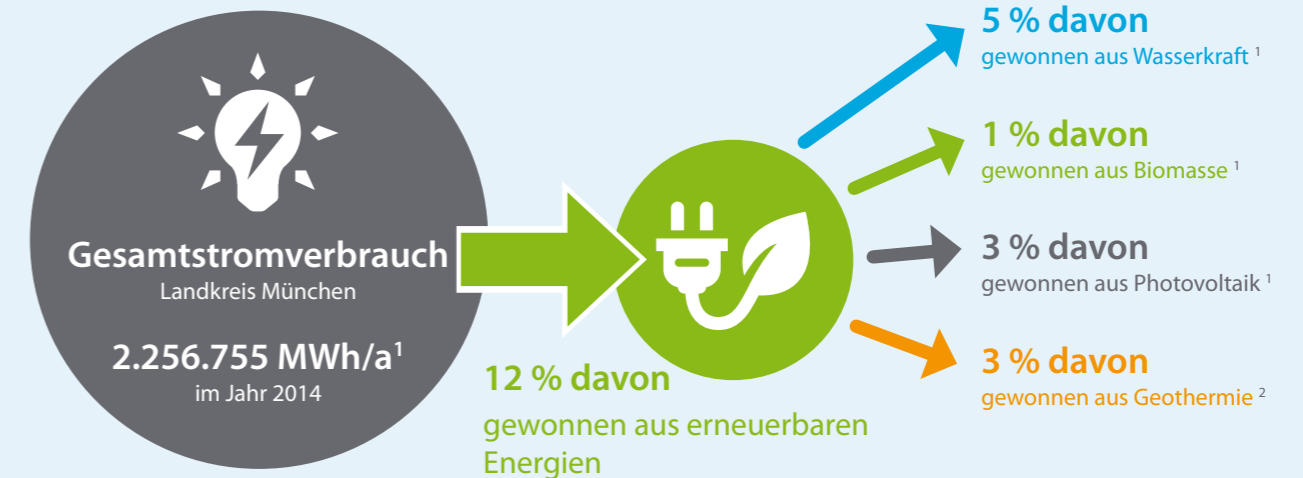 Gesamtstromverbrauch
Landkreis München
2.256.755 MWh/a¹
im Jahr 2014
12 % davon
gewonnen aus erneuerbaren
Energien
5 % davon
gewonnen aus Wasserkraft ¹
1 % davon
gewonnen aus Biomasse ¹
3 % davon
gewonnen aus Photovoltaik ¹
3 % davon
gewonnen aus Geothermie ²